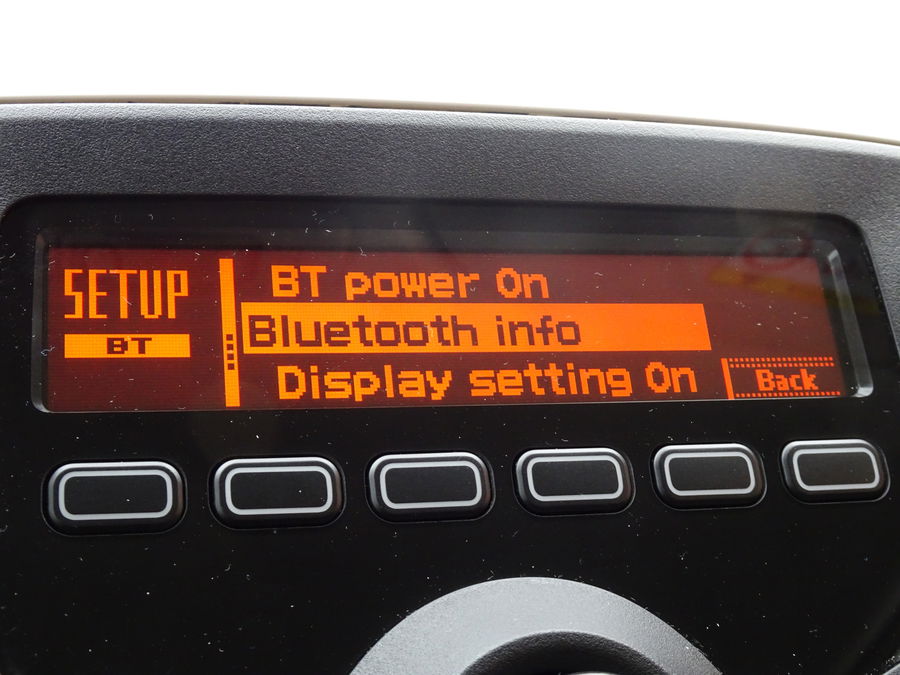 SETUP
BT
BT power On
Bluetooth info
Display setting On
Back